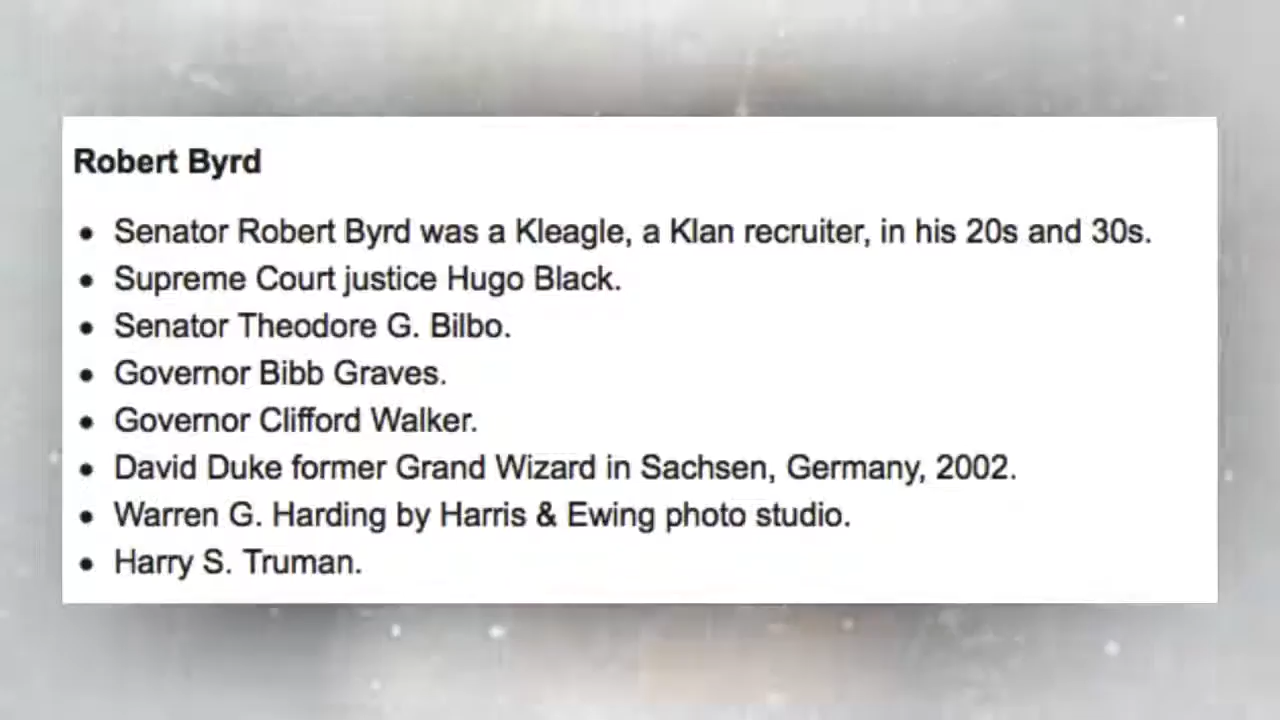 Robert Byrd
• Senator Robert Byrd was a Kleagle, a Klan recruiter, in his 20s and 30s.
• Supreme Court justice Hugo Black.
• Senator Theodore G. Bilbo.
• Governor Bibb Graves.
• Governor Clifford Walker.
• David Duke former Grand Wizard in Sachsen, Germany, 2002.
• Warren G. Harding by Harris & Ewing photo studio.
• Harry S. Truman.